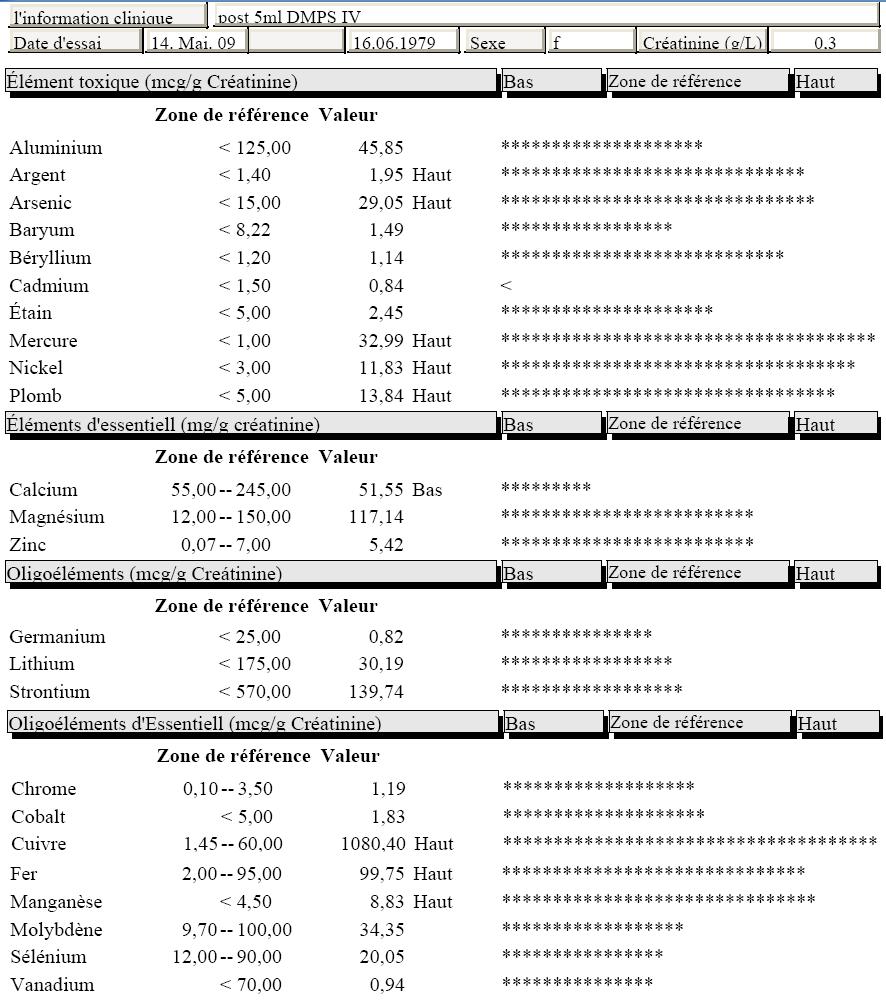 l'information clinique post 5ml DMPS IV
Date d'essai 14. Mai. 09 16.06.1979 Sexe f Créatinine (g/L) 0,3
Élément toxique (mcg/g Créatinine) Bas Zone de référence Haut
Zone de référence Valeur
Aluminium < 125,00 45,85 ********************
Argent < 1,40 1,95 Haut ******************************
Arsenic < 15,00 29,05 Haut *******************************
Baryum < 8,22 1,49 *****************
Béryllium < 1,20 1,14 ****************************
Cadmium < 1,50 0,84 <
Étain < 5,00 2,45 *********************
Mercure < 1,00 32,99 Haut *************************************
Nickel < 3,00 11,83 Haut ***********************************
Plomb < 5,00 13,84 Haut *********************************
Éléments d'essentiell (mg/g créatinine) Bas Zone de référence Haut
Zone de référence Valeur
Calcium 55,00 -- 245,00 51,55 Bas *********
Magnésium 12,00 -- 150,00 117,14 *************************
Zinc 0,07 -- 7,00 5,42 *************************
Oligoéléments (mcg/g Creátinine) Bas Zone de référence Haut
Zone de référence Valeur
Germanium < 25,00 0,82 ***************
Lithium < 175,00 30,19 *****************
Strontium < 570,00 139,74 ******************
Oligoéléments d'Essentiell (mcg/g Créatinine) Bas Zone de référence Haut
Zone de référence Valeur
Chrome 0,10 -- 3,50 1,19 *******************
Cobalt < 5,00 1,83 ********************
Cuivre 1,45 -- 60,00 1080,40 Haut *************************************
Fer 2,00 -- 95,00 99,75 Haut ******************************
Manganèse < 4,50 8,83 Haut *******************************
Molybdène 9,70 -- 100,00 34,35 ******************
Sélénium 12,00 -- 90,00 20,05 ****************
Vanadium < 70,00 0,94 ***************